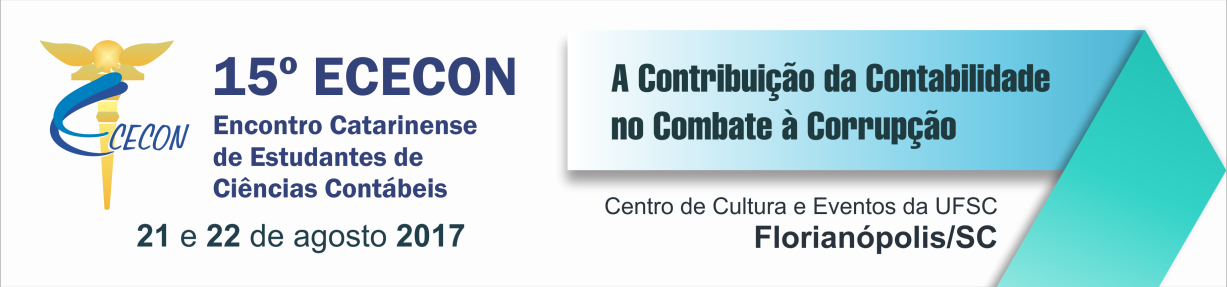 ECECON
15º ECECON
Encontro Catarinense
de Estudantes de
Ciências Contábeis
21 e 22 de agosto 2017
A Contribuição da Contabilidade
no Combate à Corrupção
Centro de Cultura e Eventos da UFSC
Florianópolis/SC